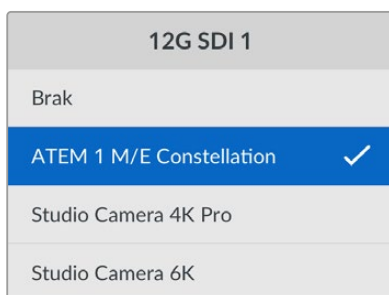 12G SDI 1
Brak
ATEM 1 M/E Constellation
Studio Camera 4K Pro
Studio Camera 6K